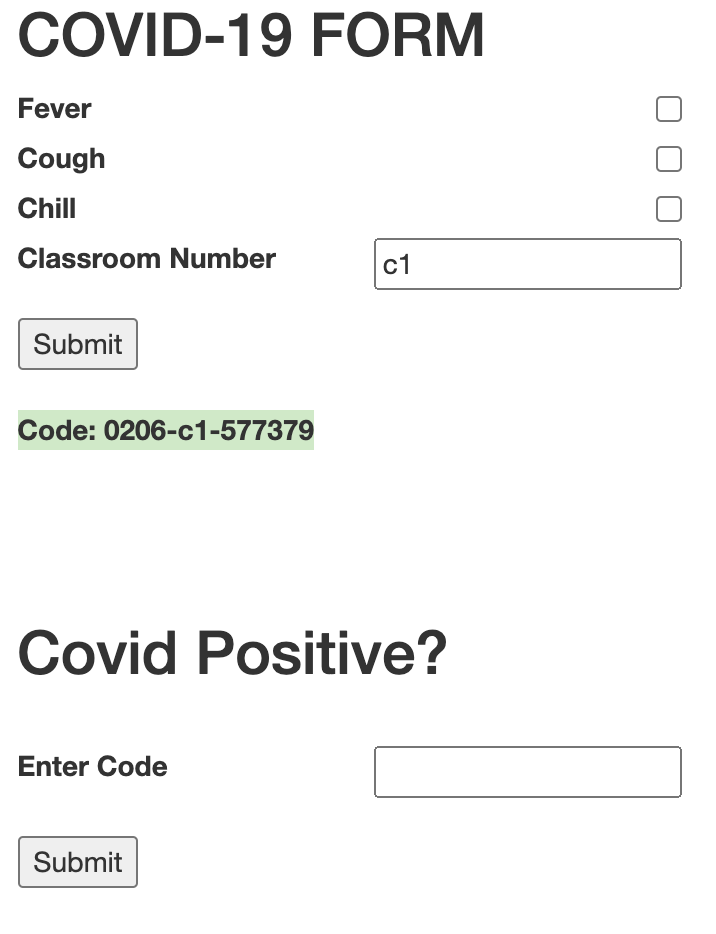 COVID-19 FORM
Fever
Cough
Chill
Classroom Number c1
Submit
Code: 0206-c1-577379
Covid Positive?
Enter Code
Submit